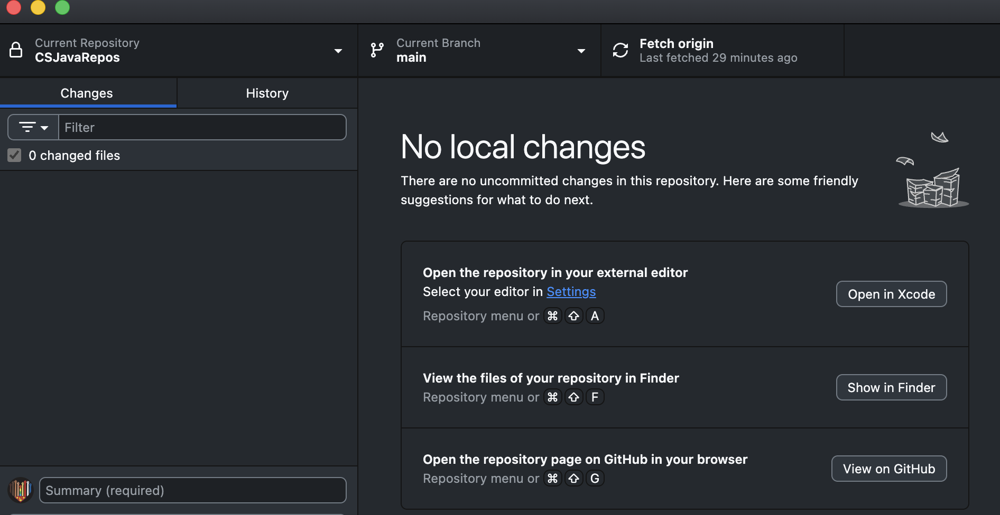 Current Repository
CSJavaRepos
Current Branch
main
Fetch origin
Last fetched 29 minutes ago
Changes
History
Filter
0 changed files
No local changes
There are no uncommitted changes in this repository. Here are some friendly
suggestions for what to do next.
Open the repository in your external editor
Select your editor in Settings
Repository menu or ⌘ ⇧ A
Open in Xcode
View the files of your repository in Finder
Repository menu or ⌘ ⇧ F
Show in Finder
Open the repository page on GitHub in your browser
Repository menu or ⌘ ⇧ G
View on GitHub
Summary (required)